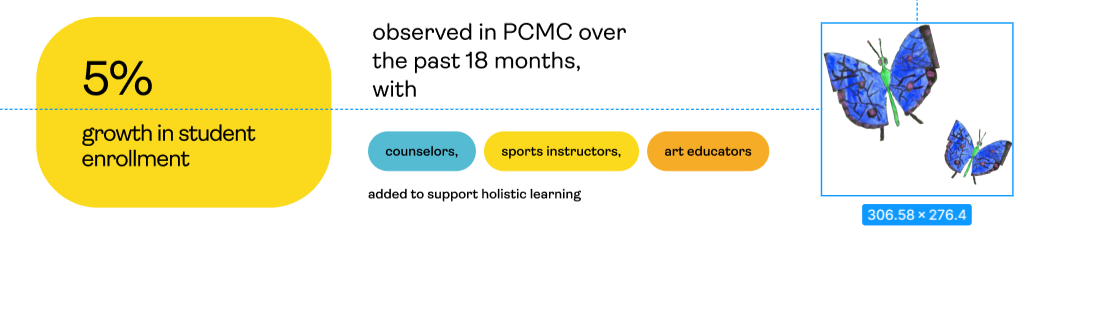 5%
growth in student
enrollment
observed in PCMC over
the past 18 months,
with
counselors,
sports instructors,
art educators
added to support holistic learning
306.58 × 276.4